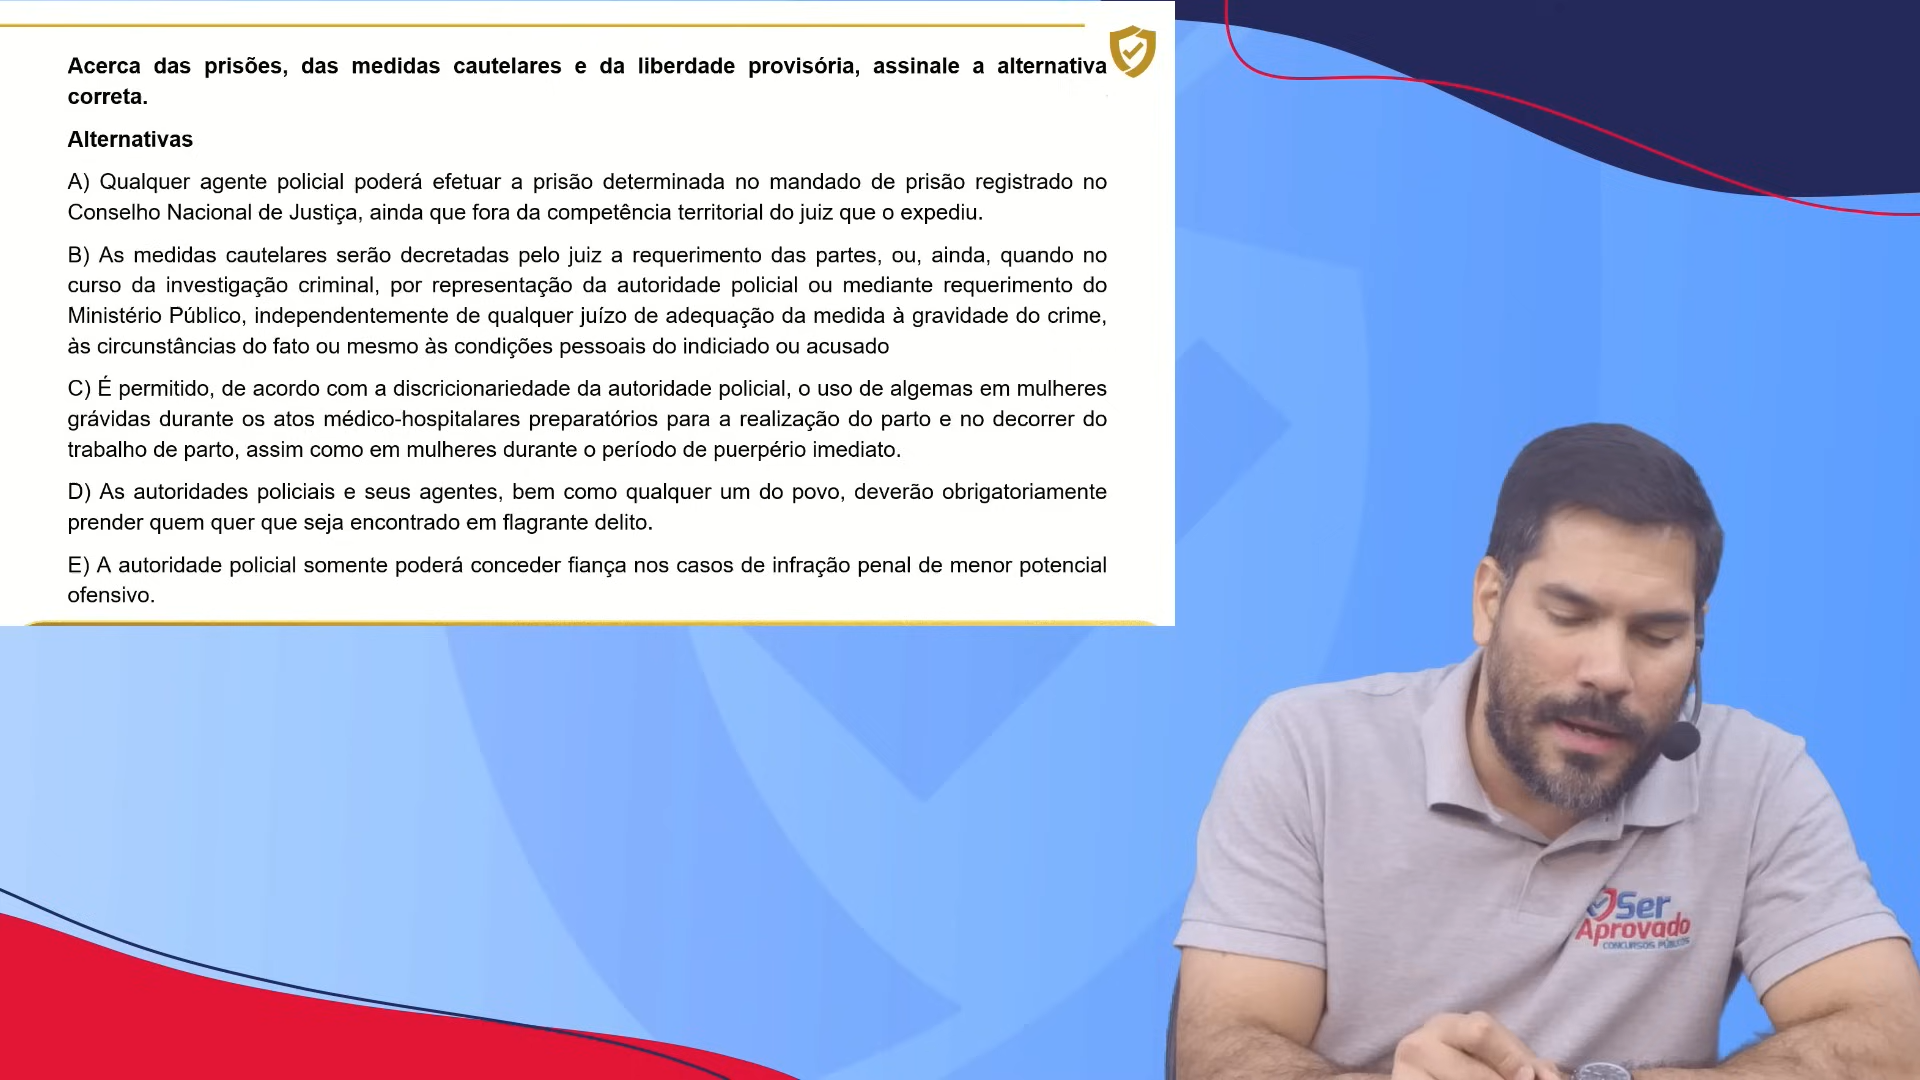 Acerca das prisões, das medidas cautelares e da liberdade provisória, assinale a alternativa
correta.
Alternativas
A) Qualquer agente policial poderá efetuar a prisão determinada no mandado de prisão registrado no
Conselho Nacional de Justiça, ainda que fora da competência territorial do juiz que o expediu.
B) As medidas cautelares serão decretadas pelo juiz a requerimento das partes, ou, ainda, quando no
curso da investigação criminal, por representação da autoridade policial ou mediante requerimento do
Ministério Público, independentemente de qualquer juízo de adequação da medida à gravidade do crime,
às circunstâncias do fato ou mesmo às condições pessoais do indiciado ou acusado
C) É permitido, de acordo com a discricionariedade da autoridade policial, o uso de algemas em mulheres
grávidas durante os atos médico-hospitalares preparatórios para a realização do parto e no decorrer do
trabalho de parto, assim como em mulheres durante o período de puerpério imediato.
D) As autoridades policiais e seus agentes, bem como qualquer um do povo, deverão obrigatoriamente
prender quem quer que seja encontrado em flagrante delito.
E) A autoridade policial somente poderá conceder fiança nos casos de infração penal de menor potencial
ofensivo.
Ser
Aprovado
CONCURSOS PÚBLICOS